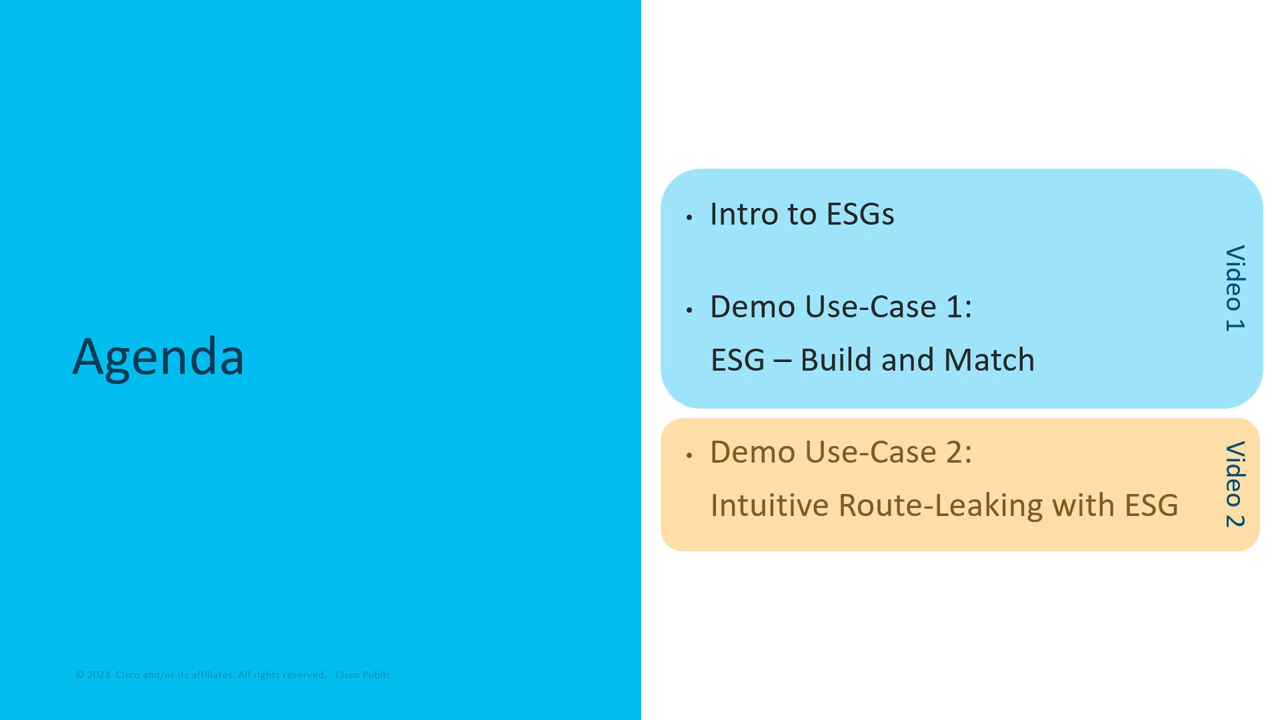 Agenda
• Intro to ESGs
• Demo Use-Case 1:
ESG – Build and Match
Video 1
• Demo Use-Case 2:
Intuitive Route-Leaking with ESG
Video 2
© 2023 Cisco and/or its affiliates. All rights reserved. Cisco Public